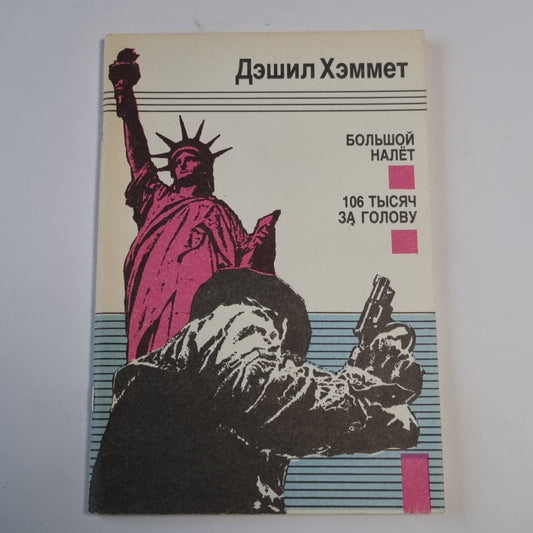 Дэшил Хэммет
БОЛЬШОЙ
НАЛЁТ
106 ТЫСЯЧ
ЗА ГОЛОВУ